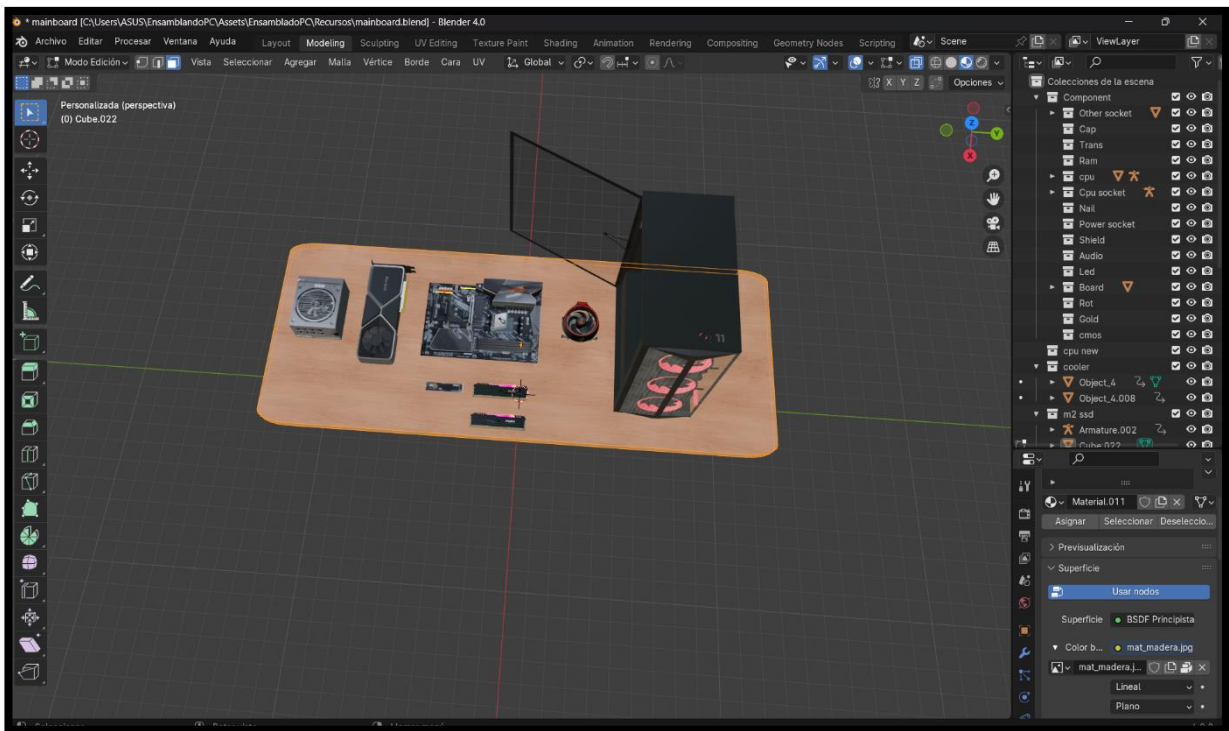 * mainboard [C:\Users\ASUS\EnsamblandoPC\Assets\EnsambladoPC\Recursos\mainboard.blend] - Blender 4.0
Archivo Editar Procesar Ventana Ayuda Layout Modeling Sculpting UV Editing Texture Paint Shading Animation Rendering Compositing Geometry Nodes Scripting Scene ViewLayer
Modo Edición Vista Seleccionar Agregar Malla Vértice Borde Cara UV Global
X Y Z Opciones
Personalizada (perspectiva)
(0) Cube.022
Z
Y
X
11
Colecciones de la escena
Component
Other socket
Cap
Trans
Ram
cpu
Cpu socket
Nail
Power socket
Shield
Audio
Led
Board
Rot
Gold
cmos
cpu new
cooler
Object_4
Object_4.008
m2 ssd
Armature.002
Cube.022
Material.011
Asignar Seleccionar Deseleccio...
Previsualización
Superficie
Usar nodos
Superficie BSDF Principista
Color b... mat_madera.jpg
mat_madera.j...
Lineal
Plano